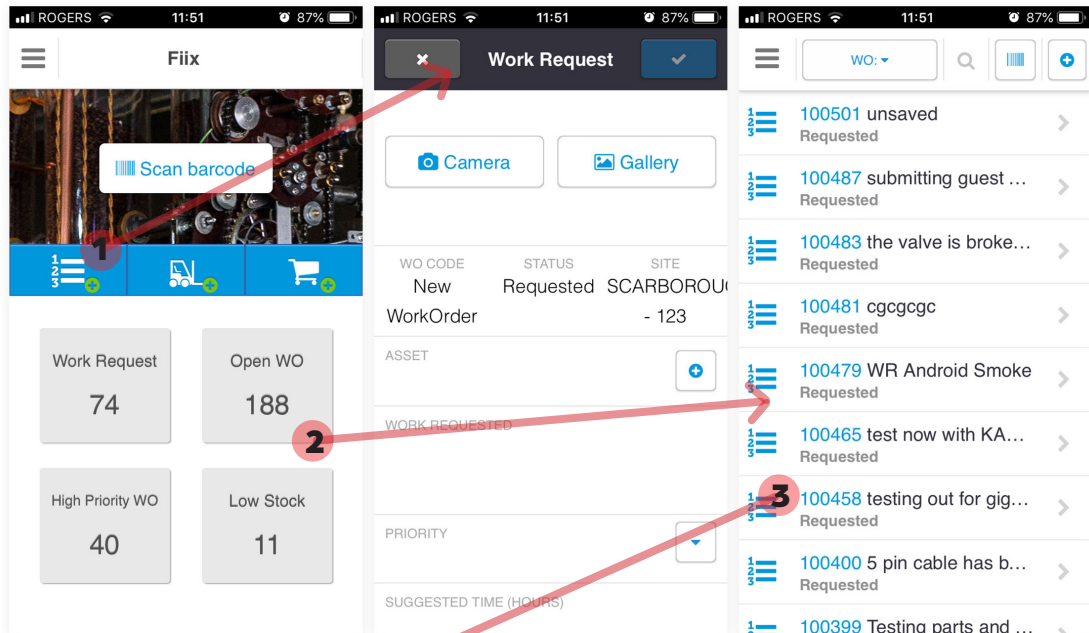 ROGERS 11:51 87%
Fiix
Scan barcode
1
Work Request
74
Open WO
188
2
High Priority WO
40
Low Stock
11
ROGERS 11:51 87%
Work Request
Camera
Gallery
WO CODE
New
WorkOrder
STATUS
Requested
SITE
SCARBOROU
- 123
ASSET
WORK REQUESTED
PRIORITY
SUGGESTED TIME (HOURS)
ROGERS 11:51 87%
WO:
100501 unsaved
Requested
100487 submitting guest ...
Requested
100483 the valve is broke...
Requested
100481 cgcgcgc
Requested
100479 WR Android Smoke
Requested
100465 test now with KA...
Requested
3
100458 testing out for gig...
Requested
100400 5 pin cable has b...
Requested
100399 Testing parts and ...